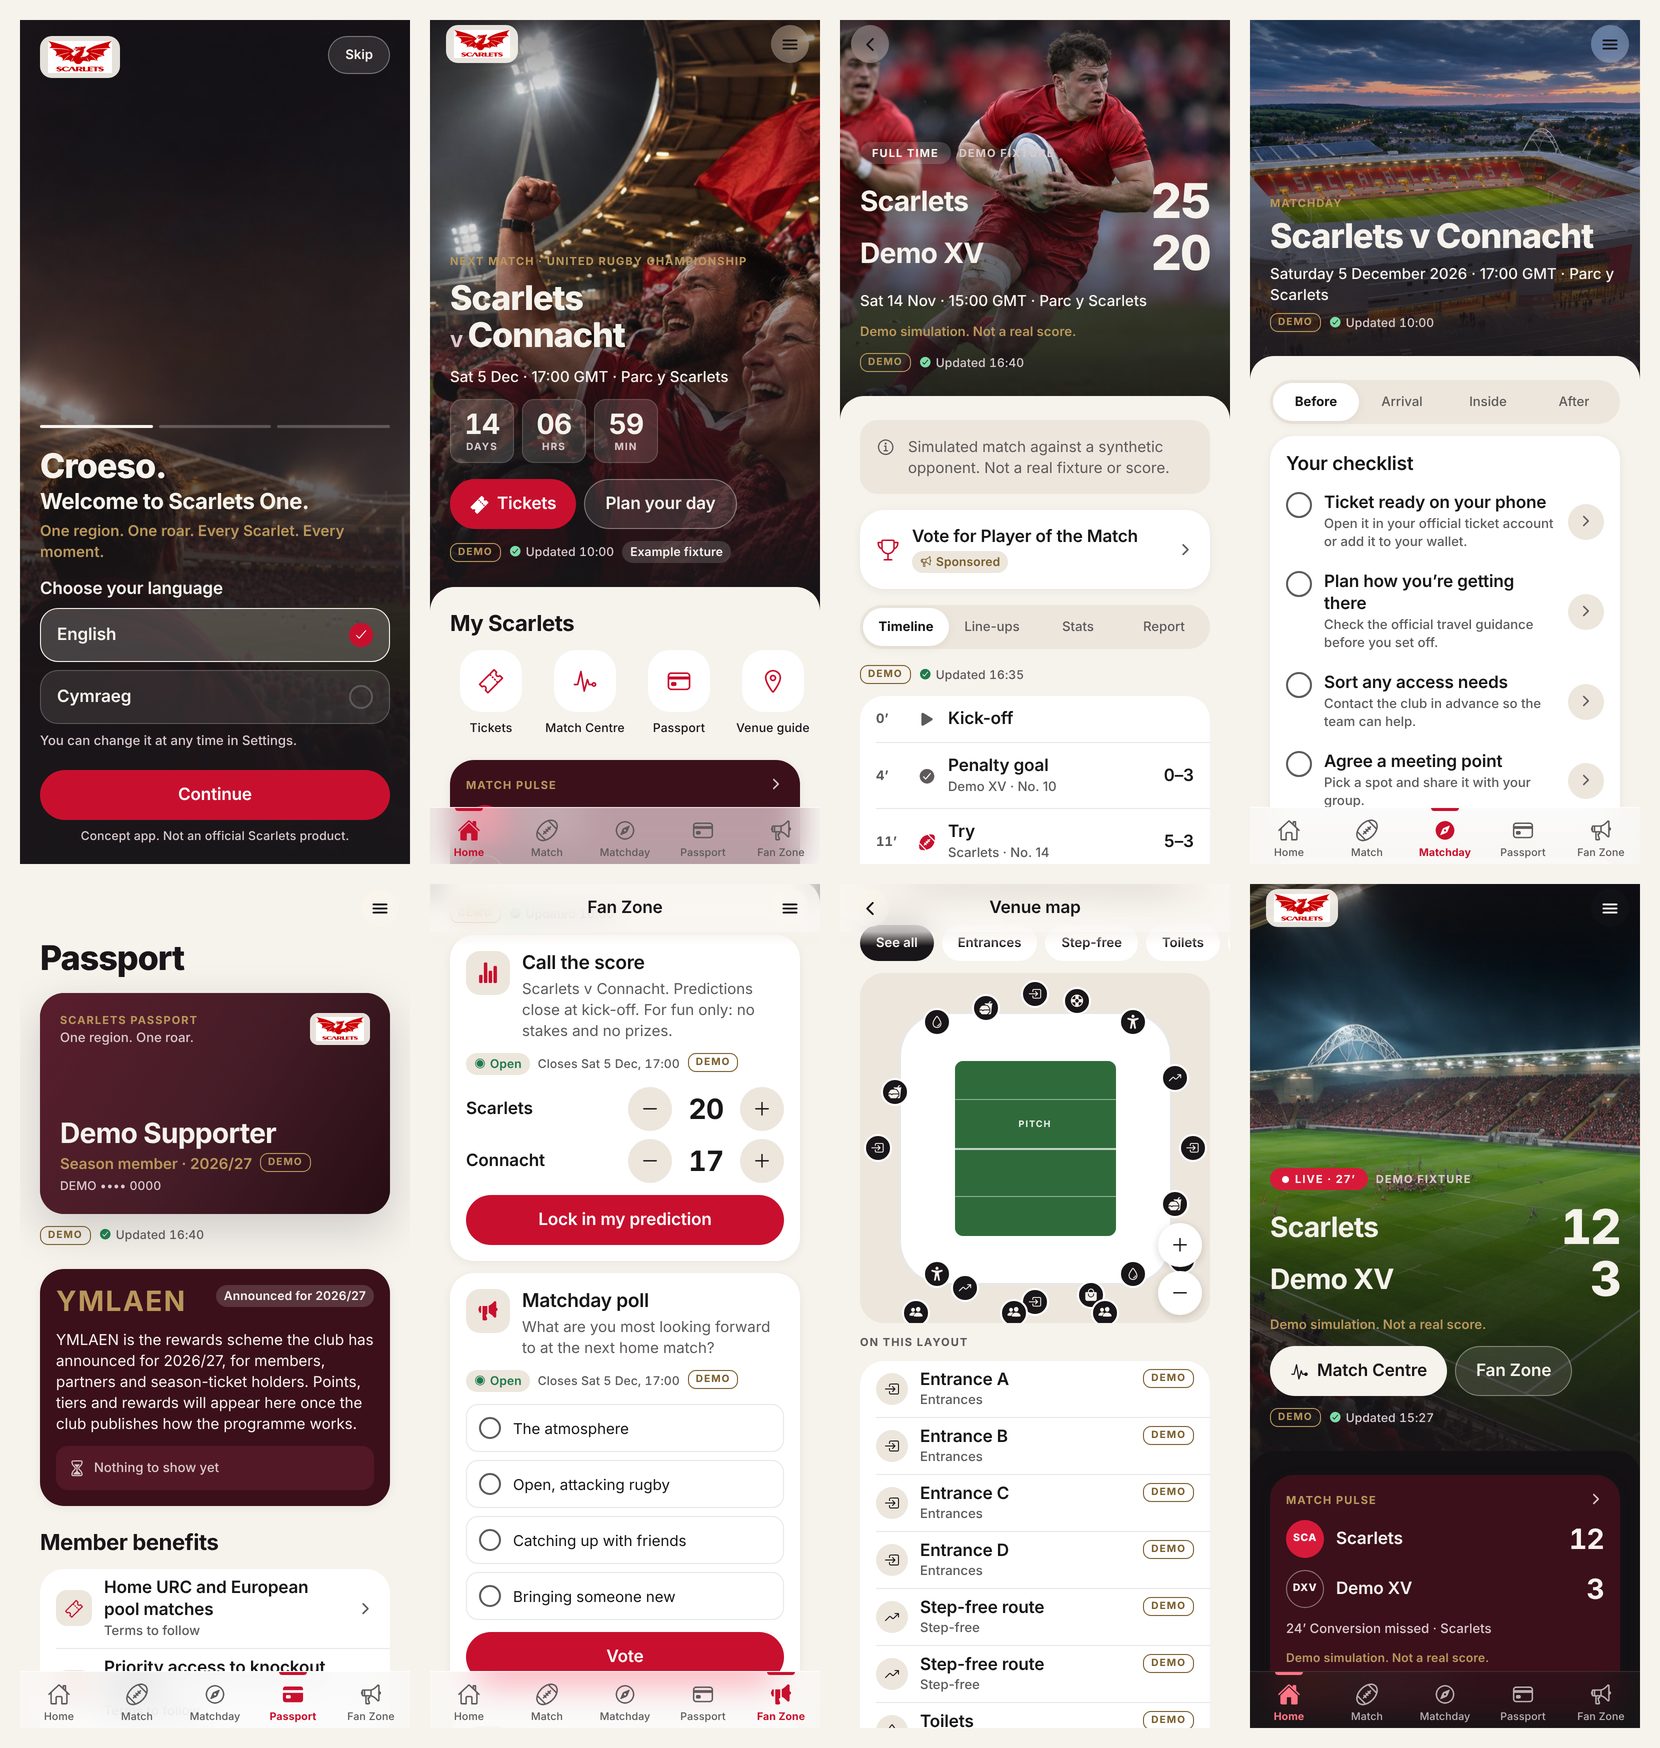 SCARLETS
Skip
Croeso.
Welcome to Scarlets One.
One region. One roar. Every Scarlet. Every
moment.
Choose your language
English
Cymraeg
You can change it at any time in Settings.
Continue
Concept app. Not an official Scarlets product.
SCARLETS
NEXT MATCH · UNITED RUGBY CHAMPIONSHIP
Scarlets
v Connacht
Sat 5 Dec · 17:00 GMT · Parc y Scarlets
14 06 59
DAYS HRS MIN
Tickets Plan your day
DEMO Updated 10:00 Example fixture
My Scarlets
Tickets Match Centre Passport Venue guide
MATCH PULSE
Home Match Matchday Passport Fan Zone
FULL TIME DEMO FIXTURE
Scarlets 25
Demo XV 20
Sat 14 Nov · 15:00 GMT · Parc y Scarlets
Demo simulation. Not a real score.
DEMO Updated 16:40
Simulated match against a synthetic
opponent. Not a real fixture or score.
Vote for Player of the Match
Sponsored
Timeline Line-ups Stats Report
DEMO Updated 16:35
0′ Kick-off
4′ Penalty goal 0–3
Demo XV · No. 10
11′ Try 5–3
Scarlets · No. 14
MATCHDAY
Scarlets v Connacht
Saturday 5 December 2026 · 17:00 GMT · Parc y
Scarlets
DEMO Updated 10:00
Before Arrival Inside After
Your checklist
Ticket ready on your phone
Open it in your official ticket account
or add it to your wallet.
Plan how you’re getting
there
Check the official travel guidance
before you set off.
Sort any access needs
Contact the club in advance so the
team can help.
Agree a meeting point
Pick a spot and share it with your
group.
Home Match Matchday Passport Fan Zone
Passport
SCARLETS PASSPORT
One region. One roar.
SCARLETS
Demo Supporter
Season member · 2026/27 DEMO
DEMO •••• 0000
DEMO Updated 16:40
YMLAEN Announced for 2026/27
YMLAEN is the rewards scheme the club has
announced for 2026/27, for members,
partners and season-ticket holders. Points,
tiers and rewards will appear here once the
club publishes how the programme works.
Nothing to show yet
Member benefits
Home URC and European
pool matches
Terms to follow
Priority access to knockout
Home Match Matchday Passport Fan Zone
Fan Zone
Call the score
Scarlets v Connacht. Predictions
close at kick-off. For fun only: no
stakes and no prizes.
Open Closes Sat 5 Dec, 17:00 DEMO
Scarlets − 20 +
Connacht − 17 +
Lock in my prediction
Matchday poll
What are you most looking forward
to at the next home match?
Open Closes Sat 5 Dec, 17:00 DEMO
The atmosphere
Open, attacking rugby
Catching up with friends
Bringing someone new
Vote
Home Match Matchday Passport Fan Zone
Venue map
See all Entrances Step-free Toilets
PITCH
+
−
ON THIS LAYOUT
Entrance A DEMO
Entrances
Entrance B DEMO
Entrances
Entrance C DEMO
Entrances
Entrance D DEMO
Entrances
Step-free route DEMO
Step-free
Step-free route DEMO
Step-free
Toilets DEMO
SCARLETS
LIVE · 27′ DEMO FIXTURE
Scarlets 12
Demo XV 3
Demo simulation. Not a real score.
Match Centre Fan Zone
DEMO Updated 15:27
MATCH PULSE
SCA Scarlets 12
DXV Demo XV 3
24′ Conversion missed · Scarlets
Demo simulation. Not a real score.
Home Match Matchday Passport Fan Zone